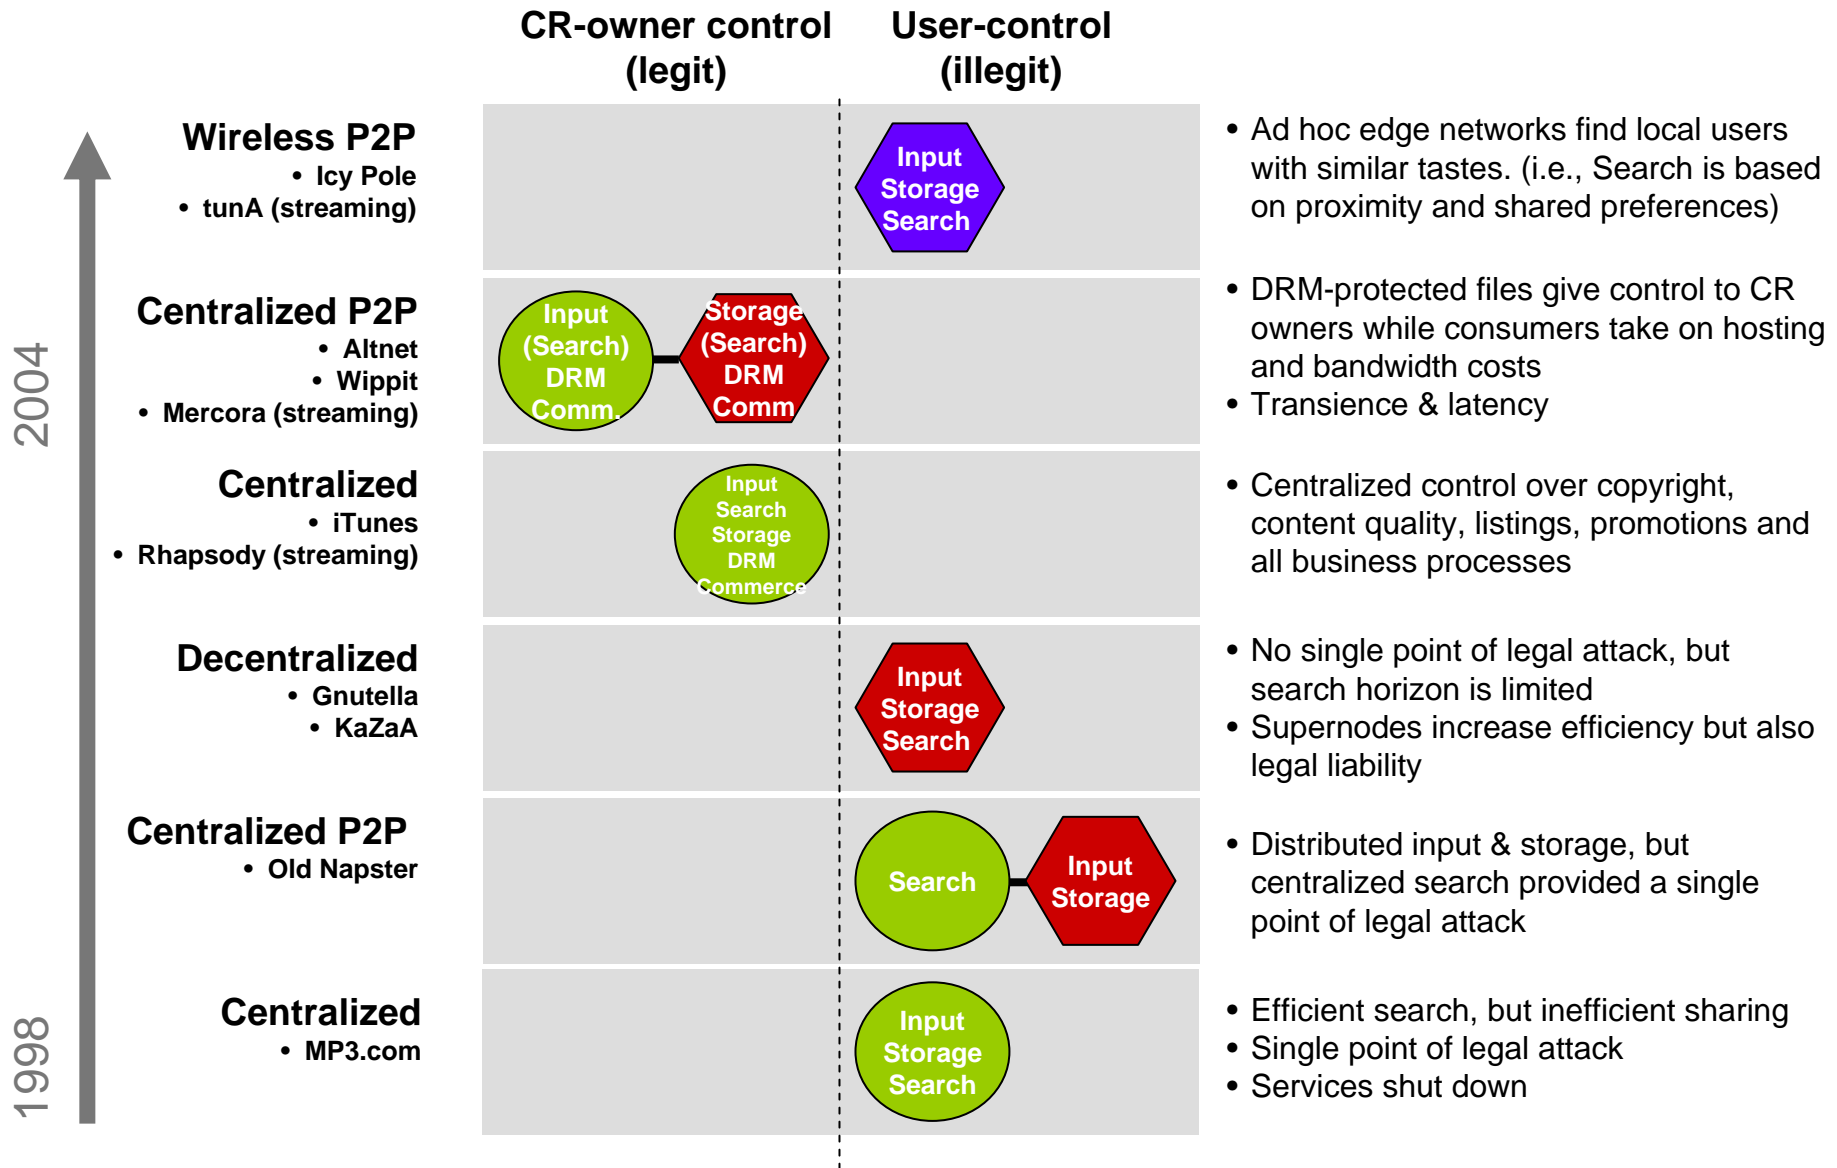 CR-owner control
(legit)
User-control
(illegit)
2004
1998
Wireless P2P
• Icy Pole
• tunA (streaming)
Input
Storage
Search
• Ad hoc edge networks find local users
with similar tastes. (i.e., Search is based
on proximity and shared preferences)
Centralized P2P
• Altnet
• Wippit
• Mercora (streaming)
Input
(Search)
DRM
Comm.
Storage
(Search)
DRM
Comm
• DRM-protected files give control to CR
owners while consumers take on hosting
and bandwidth costs
• Transience & latency
Centralized
• iTunes
• Rhapsody (streaming)
Input
Search
Storage
DRM
Commerce
• Centralized control over copyright,
content quality, listings, promotions and
all business processes
Decentralized
• Gnutella
• KaZaA
Input
Storage
Search
• No single point of legal attack, but
search horizon is limited
• Supernodes increase efficiency but also
legal liability
Centralized P2P
• Old Napster
Search
Input
Storage
• Distributed input & storage, but
centralized search provided a single
point of legal attack
Centralized
• MP3.com
Input
Storage
Search
• Efficient search, but inefficient sharing
• Single point of legal attack
• Services shut down